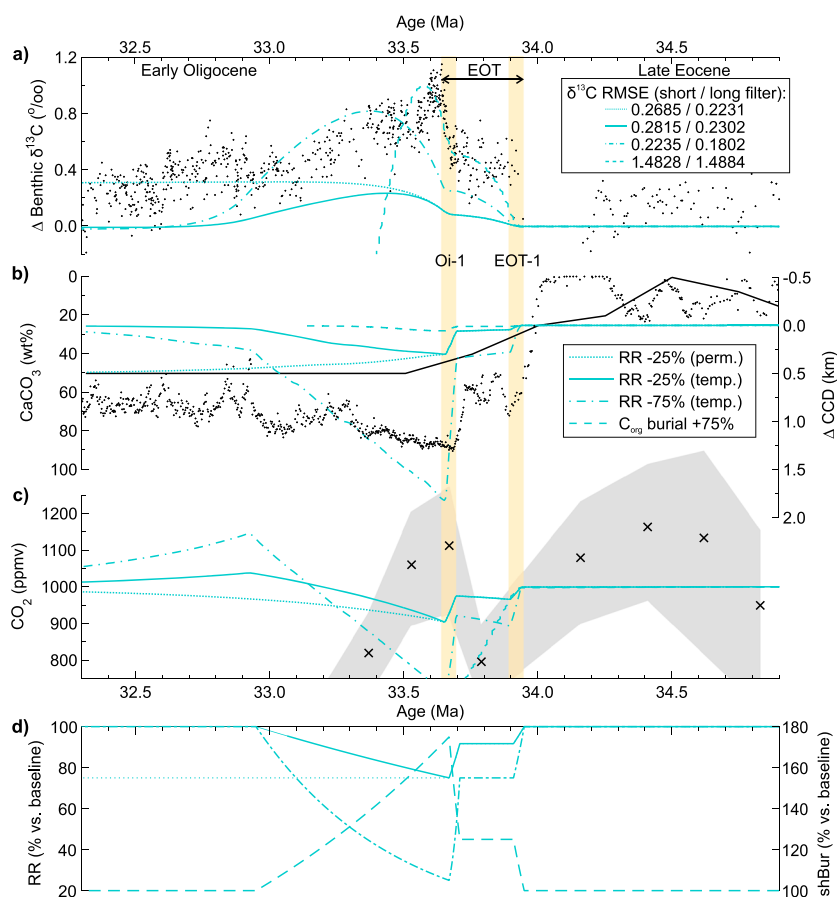 Age (Ma)
32.5 33.0 33.5 34.0 34.5
a)
1.2
0.8
0.4
0.0
Δ Benthic δ¹³C (⁰/oo)
Early Oligocene
EOT
Late Eocene
δ¹³C RMSE (short / long filter):
0.2685 / 0.2231
0.2815 / 0.2302
0.2235 / 0.1802
1.4828 / 1.4884
Oi-1
EOT-1
b)
0
20
40
60
80
100
CaCO₃ (wt%)
-0.5
0.0
0.5
1.0
1.5
2.0
Δ CCD (km)
RR -25% (perm.)
RR -25% (temp.)
RR -75% (temp.)
C_org burial +75%
c)
1200
1100
1000
900
800
CO₂ (ppmv)
32.5 33.0 33.5 34.0 34.5
Age (Ma)
d)
100
80
60
40
20
RR (% vs. baseline)
180
160
140
120
100
shBur (% vs. baseline)